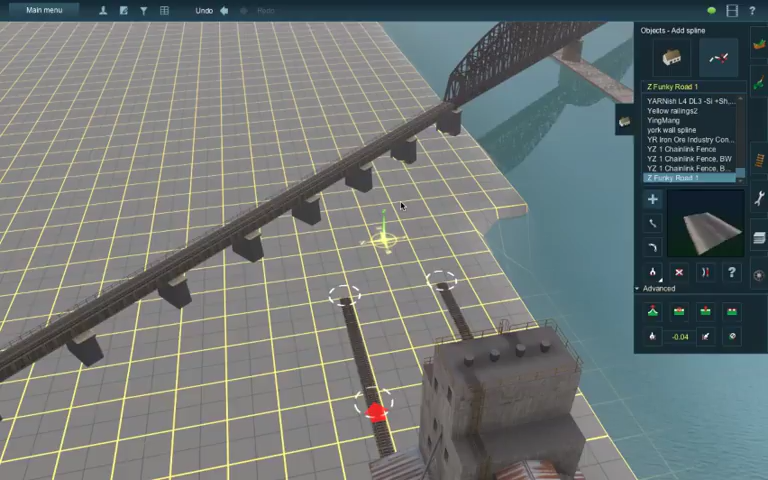 Main menu
Undo
Redo
?
Objects - Add spline
Z Funky Road 1
YARNish L4 DL3 -Si +Sh,...
Yellow railings2
YingMang
york wall spline
YR Iron Ore Industry Con...
YZ 1 Chainlink Fence
YZ 1 Chainlink Fence, BW
YZ 1 Chainlink Fence, B...
Z Funky Road 1
?
Advanced
-0.04